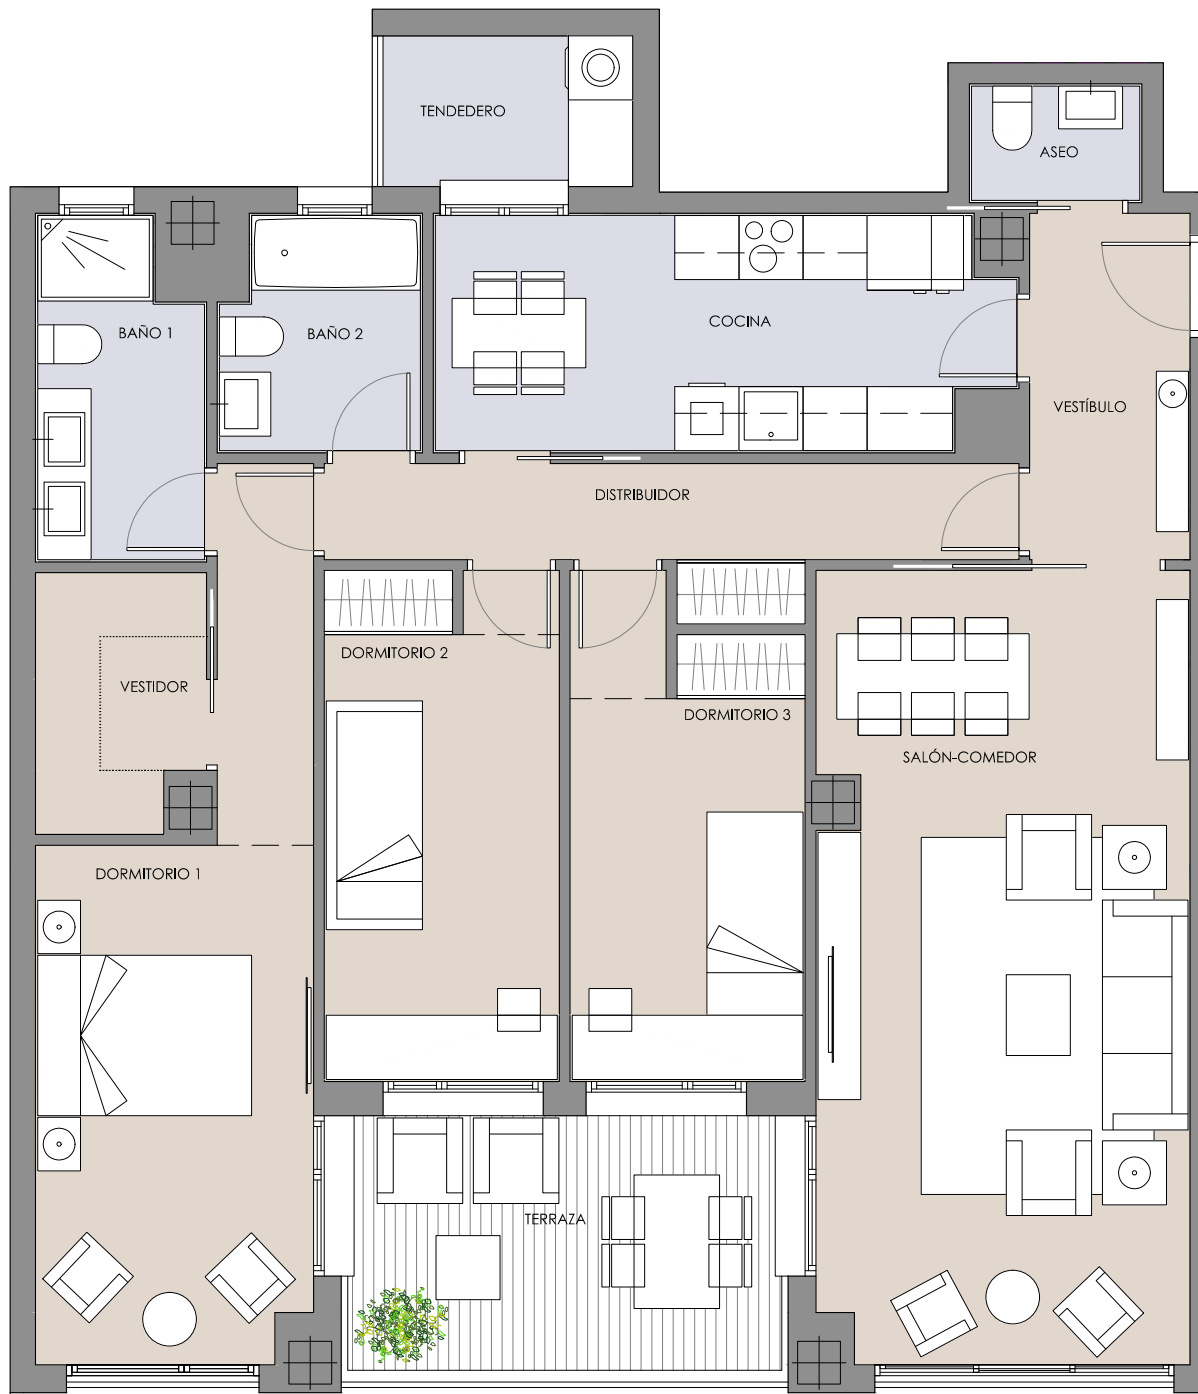 TENDEDERO
ASEO
BAÑO 1
BAÑO 2
COCINA
VESTÍBULO
DISTRIBUIDOR
DORMITORIO 2
VESTIDOR
DORMITORIO 3
SALÓN-COMEDOR
DORMITORIO 1
TERRAZA